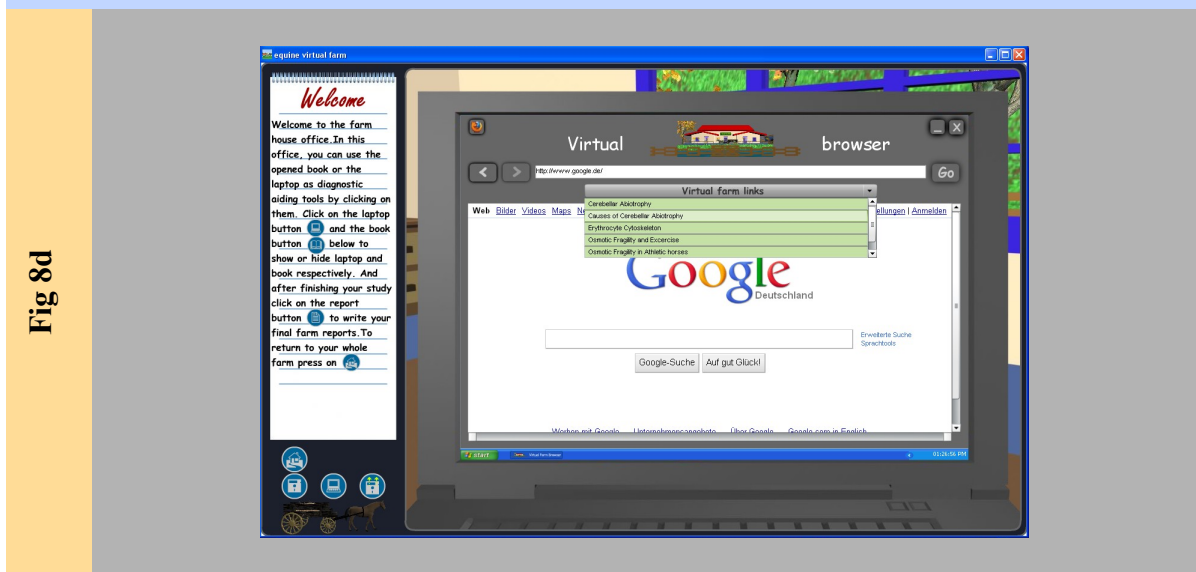 Fig 8d
equine virtual farm
Welcome
Welcome to the farm
house office.In this
office, you can use the
opened book or the
laptop as diagnostic
aiding tools by clicking on
them. Click on the laptop
button and the book
button below to
show or hide laptop and
book respectively. And
after finishing your study
click on the report
button to write your
final farm reports.To
return to your whole
farm press on
Virtual browser
http://www.google.de/ Go
Virtual farm links
Web Bilder Videos Maps | Anmelden
Cerebellar Abiotrophy
Causes of Cerebellar Abiotrophy
Erythrocyte Cytoskeleton
Osmotic Fragility and Excercise
Osmotic Fragility in Athletic horses
Google
Deutschland
Erweiterte Suche
Sprachtools
Google-Suche Auf gut Glück!
Werben mit Google Unternehmensangebote Über Google Google.com in English
start Virtual Farm Browser 01:26:56 PM